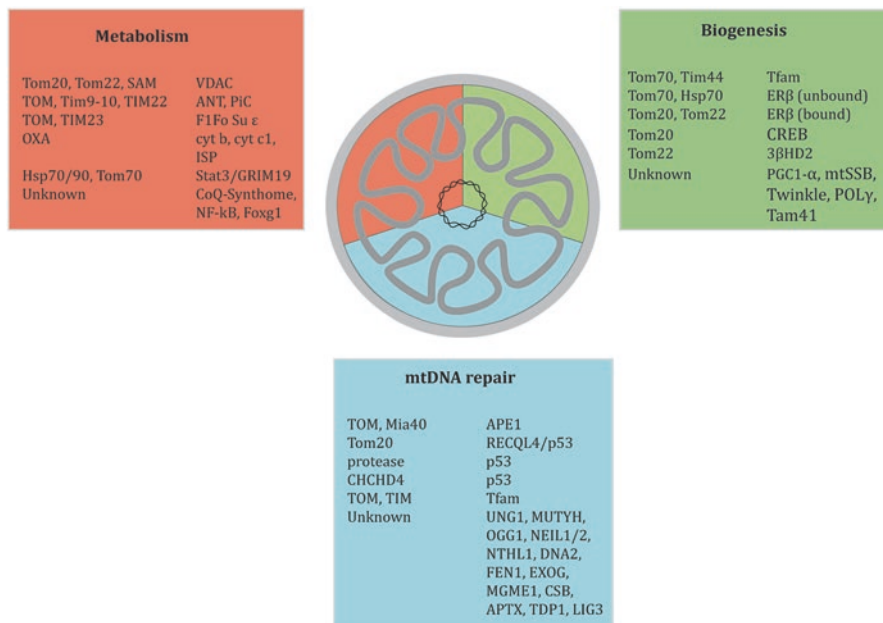 Metabolism
Tom20, Tom22, SAM VDAC
TOM, Tim9-10, TIM22 ANT, PiC
TOM, TIM23 F1Fo Su ε
OXA cyt b, cyt c1,
ISP
Hsp70/90, Tom70 Stat3/GRIM19
Unknown CoQ-Synthome,
NF-kB, Foxg1
Biogenesis
Tom70, Tim44 Tfam
Tom70, Hsp70 ERβ (unbound)
Tom20, Tom22 ERβ (bound)
Tom20 CREB
Tom22 3βHD2
Unknown PGC1-α, mtSSB,
Twinkle, POLγ,
Tam41
mtDNA repair
TOM, Mia40 APE1
Tom20 RECQL4/p53
protease p53
CHCHD4 p53
TOM, TIM Tfam
Unknown UNG1, MUTYH,
OGG1, NEIL1/2,
NTHL1, DNA2,
FEN1, EXOG,
MGME1, CSB,
APTX, TDP1, LIG3